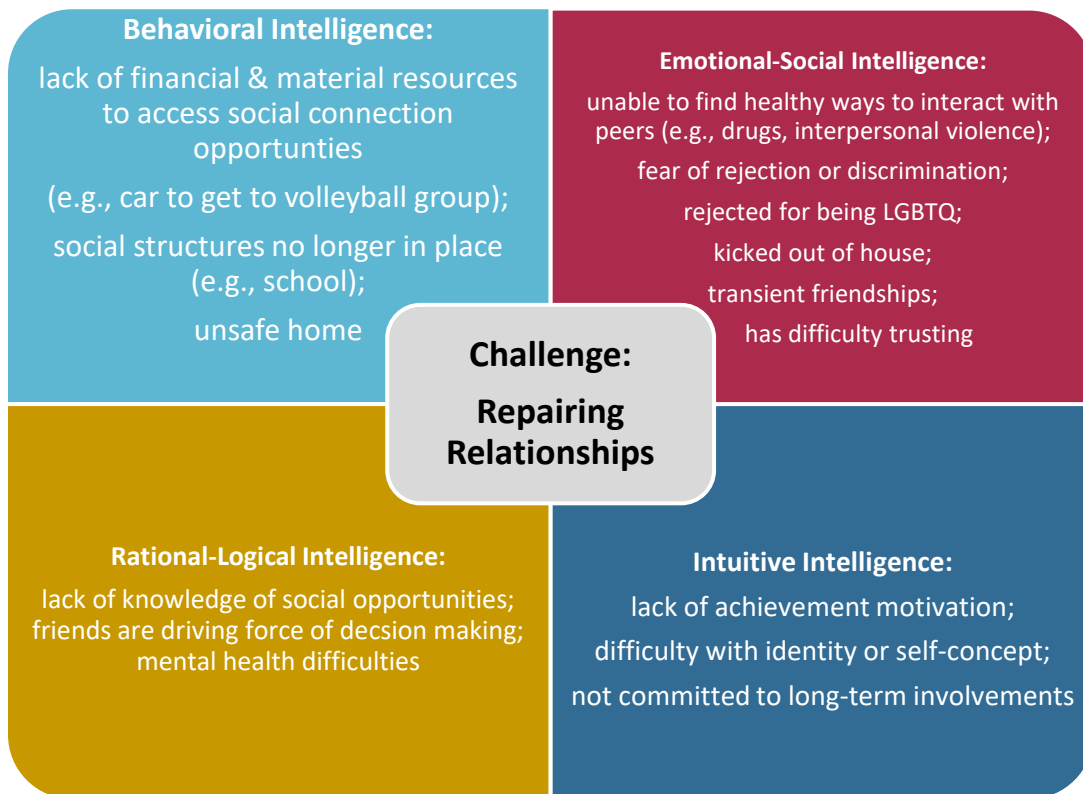 Behavioral Intelligence:
lack of financial & material resources
to access social connection
opportunties
(e.g., car to get to volleyball group);
social structures no longer in place
(e.g., school);
unsafe home
Emotional-Social Intelligence:
unable to find healthy ways to interact with
peers (e.g., drugs, interpersonal violence);
fear of rejection or discrimination;
rejected for being LGBTQ;
kicked out of house;
transient friendships;
has difficulty trusting
Challenge:
Repairing
Relationships
Rational-Logical Intelligence:
lack of knowledge of social opportunities;
friends are driving force of decsion making;
mental health difficulties
Intuitive Intelligence:
lack of achievement motivation;
difficulty with identity or self-concept;
not committed to long-term involvements